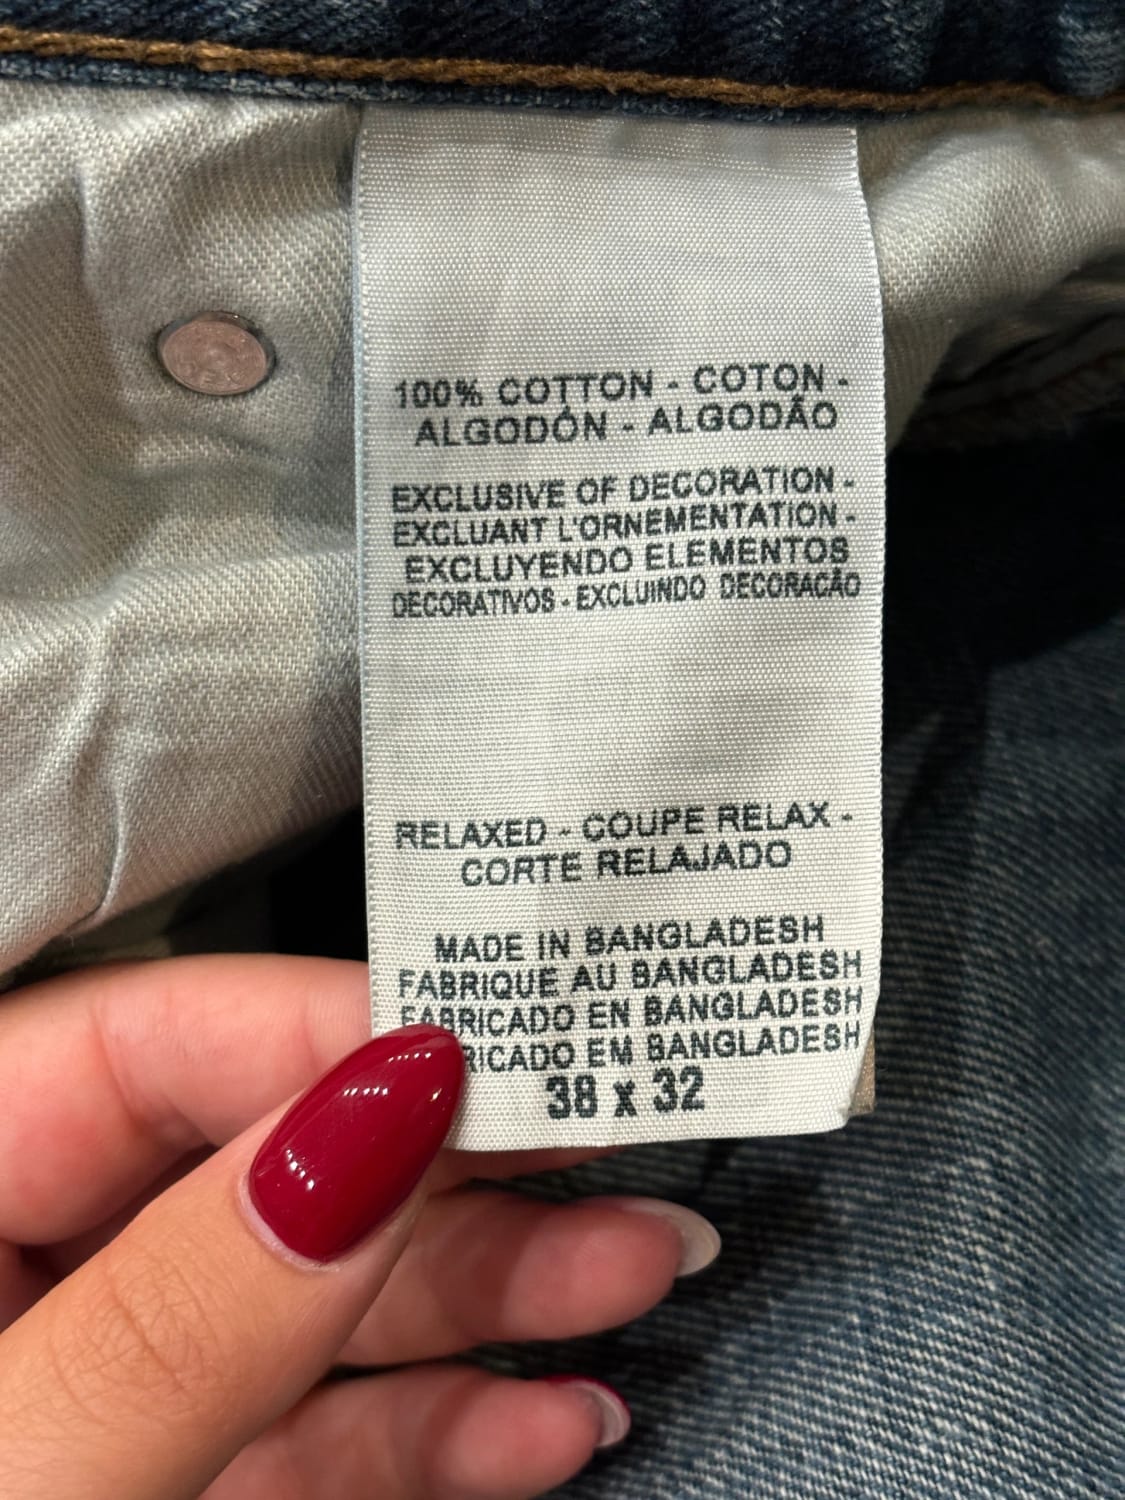 100% COTTON - COTON -
ALGODÓN - ALGODÃO
EXCLUSIVE OF DECORATION -
EXCLUANT L'ORNEMENTATION -
EXCLUYENDO ELEMENTOS
DECORATIVOS - EXCLUINDO DECORAÇÃO
RELAXED - COUPE RELAX -
CORTE RELAJADO
MADE IN BANGLADESH
FABRIQUE AU BANGLADESH
FABRICADO EN BANGLADESH
RICADO EM BANGLADESH
38 x 32